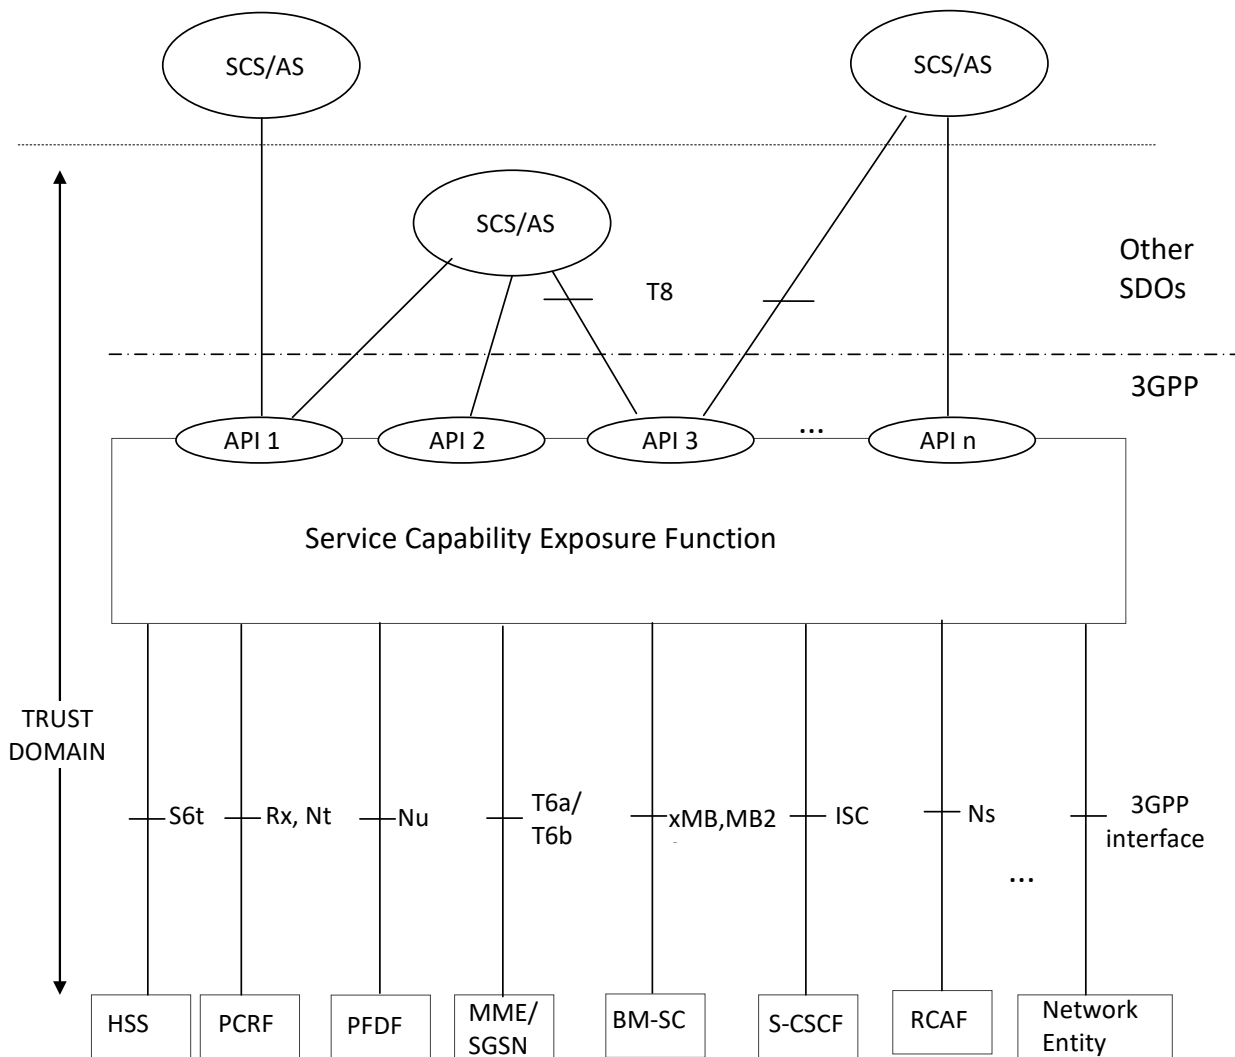 SCS/AS
SCS/AS
SCS/AS
Other
SDOs
T8
3GPP
API 1
API 2
API 3
...
API n
Service Capability Exposure Function
TRUST
DOMAIN
S6t
Rx, Nt
Nu
T6a/
T6b
xMB,MB2
ISC
Ns
...
3GPP
interface
HSS
PCRF
PFDF
MME/
SGSN
BM-SC
S-CSCF
RCAF
Network
Entity